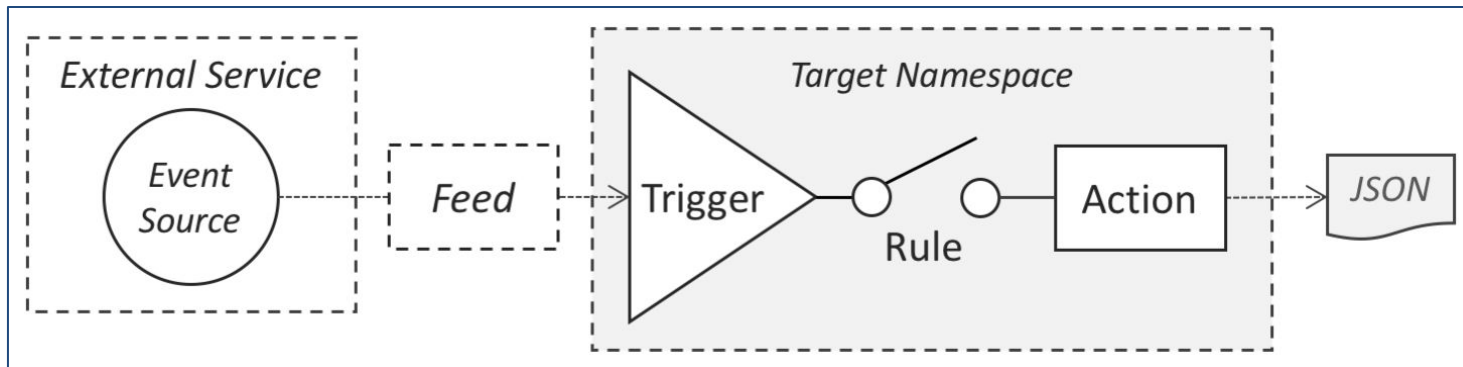 External Service
Event
Source
Feed
Target Namespace
Trigger
Rule
Action
JSON